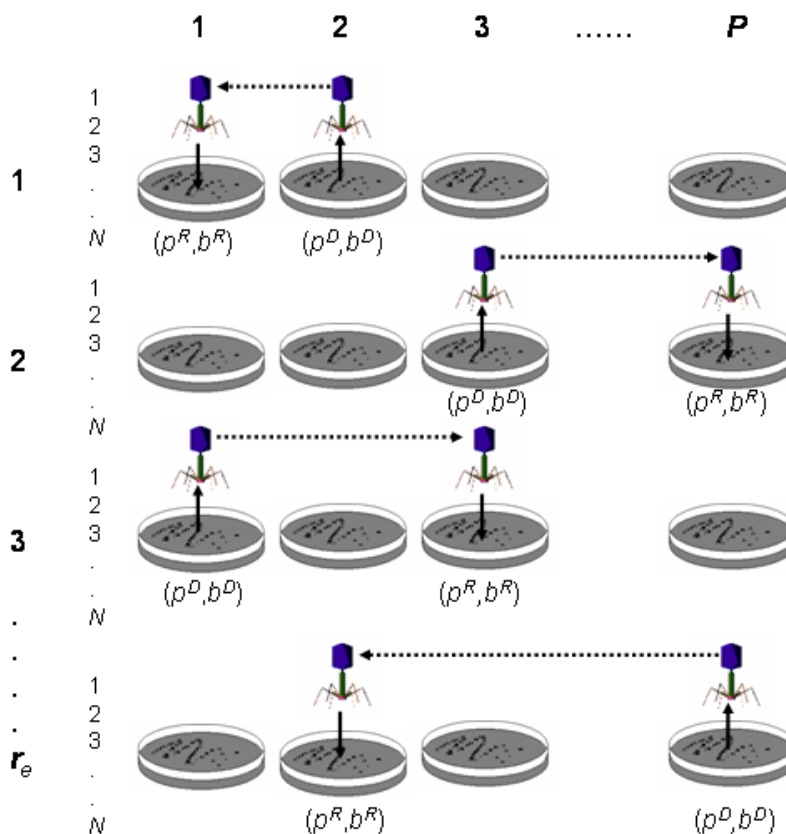 1 2 3 ...... P
1
1
2
3
.
.
N
(p^R,b^R) (p^D,b^D)
2
1
2
3
.
.
N
(p^D,b^D) (p^R,b^R)
3
1
2
3
.
.
N
(p^D,b^D) (p^R,b^R)
.
.
.
.
r_e
1
2
3
.
.
N
(p^R,b^R) (p^D,b^D)